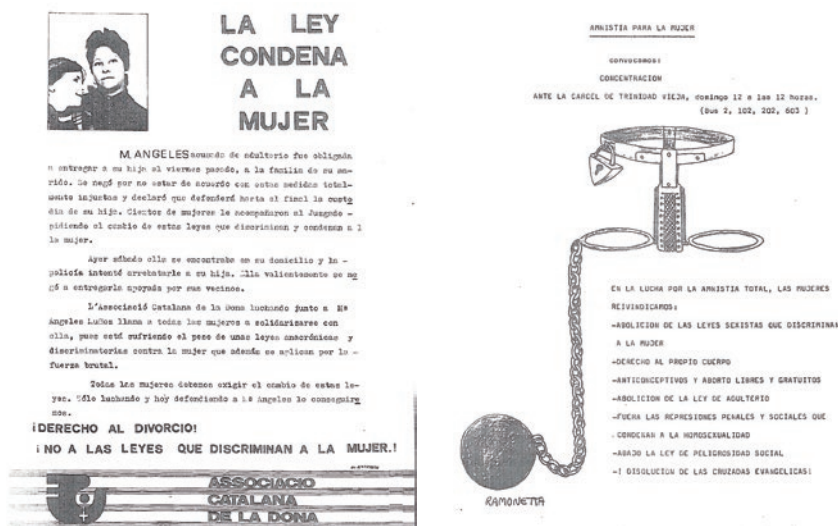 LA LEY
CONDENA
A LA
MUJER
M. ANGELES acusada de adulterio fue obligada
a entregar a su hija el viernes pasado, a la familia de su ma-
rido. Se negó por no estar de acuerdo con estas medidas total-
mente injustas y declaró que defenderá hasta el final la custo
dia de su hija. Cientos de mujeres le acompañaron al Juzgado -
pidiendo el cambio de estas leyes que discriminan y condenan a l
la mujer.
Ayer sábado ella se encontraba en su domicilio y la -
policía intentó arrebatarle a su hija. Ella valientemente se ne
gó a entregarla apoyada por sus vecinos.
L'Associació Catalana de la Dona luchando junto a Mª
Angeles llama a todas las mujeres a solidarizarse con
ella, pues está sufriendo el peso de unas leyes anacrónicas y
discriminatorias contra la mujer que además se aplican por la -
fuerza brutal.
Todas las mujeres debemos exigir el cambio de estas le-
yes. Sólo luchando y hoy defendiendo a Mª Angeles lo conseguire
mos.
¡DERECHO AL DIVORCIO!
¡NO A LAS LEYES QUE DISCRIMINAN A LA MUJER.!
ASSOCIACIO
CATALANA
DE LA DONA
AMNISTIA PARA LA MUJER
convocamos:
CONCENTRACION
ANTE LA CARCEL DE TRINIDAD VIEJA, domingo 12 a las 12 horas.
(Bus 2, 102, 202, 603 )
EN LA LUCHA POR LA AMNISTIA TOTAL, LAS MUJERES
REIVINDICAMOS:
-ABOLICION DE LAS LEYES SEXISTAS QUE DISCRIMINAN
A LA MUJER
-DERECHO AL PROPIO CUERPO
-ANTICONCEPTIVOS Y ABORTO LIBRES Y GRATUITOS
-ABOLICION DE LA LEY DE ADULTERIO
-FUERA LAS REPRESIONES PENALES Y SOCIALES QUE
CONDENAN A LA HOMOSEXUALIDAD
-ABAJO LA LEY DE PELIGROSIDAD SOCIAL
-! DISOLUCION DE LAS CRUZADAS EVANGELICAS!
RAMONETTA